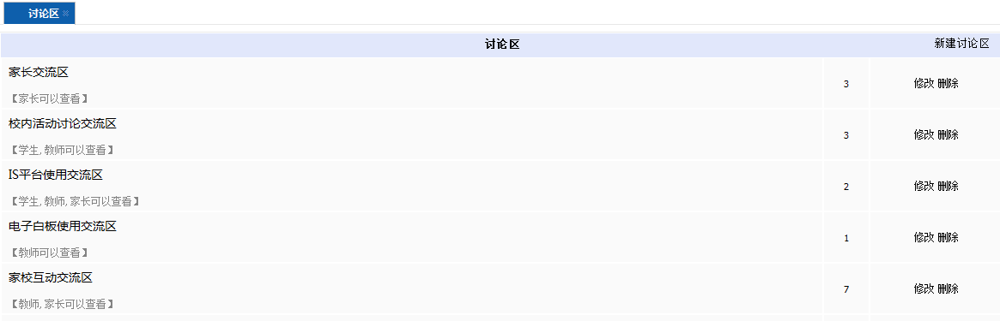 讨论区
讨论区 新建讨论区
家长交流区
【家长可以查看】
3 修改 删除
校内活动讨论交流区
【学生, 教师可以查看】
3 修改 删除
IS平台使用交流区
【学生, 教师, 家长可以查看】
2 修改 删除
电子白板使用交流区
【教师可以查看】
1 修改 删除
家校互动交流区
【教师, 家长可以查看】
7 修改 删除